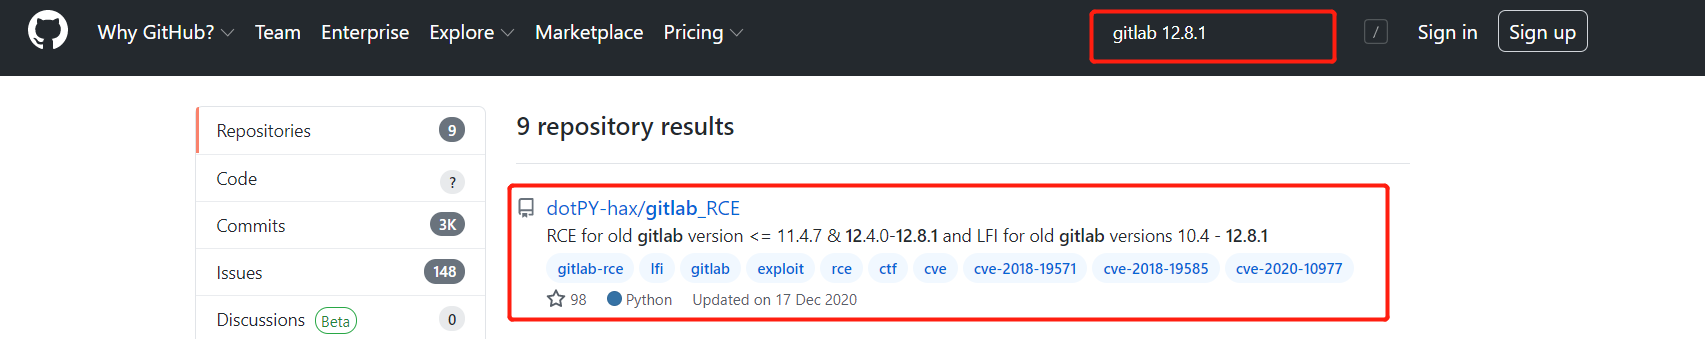 Why GitHub? Team Enterprise Explore Marketplace Pricing gitlab 12.8.1 / Sign in Sign up
Repositories 9
Code ?
Commits 3K
Issues 148
Discussions Beta 0
9 repository results
dotPY-hax/gitlab_RCE
RCE for old gitlab version <= 11.4.7 & 12.4.0-12.8.1 and LFI for old gitlab versions 10.4 - 12.8.1
gitlab-rce lfi gitlab exploit rce ctf cve cve-2018-19571 cve-2018-19585 cve-2020-10977
98 Python Updated on 17 Dec 2020